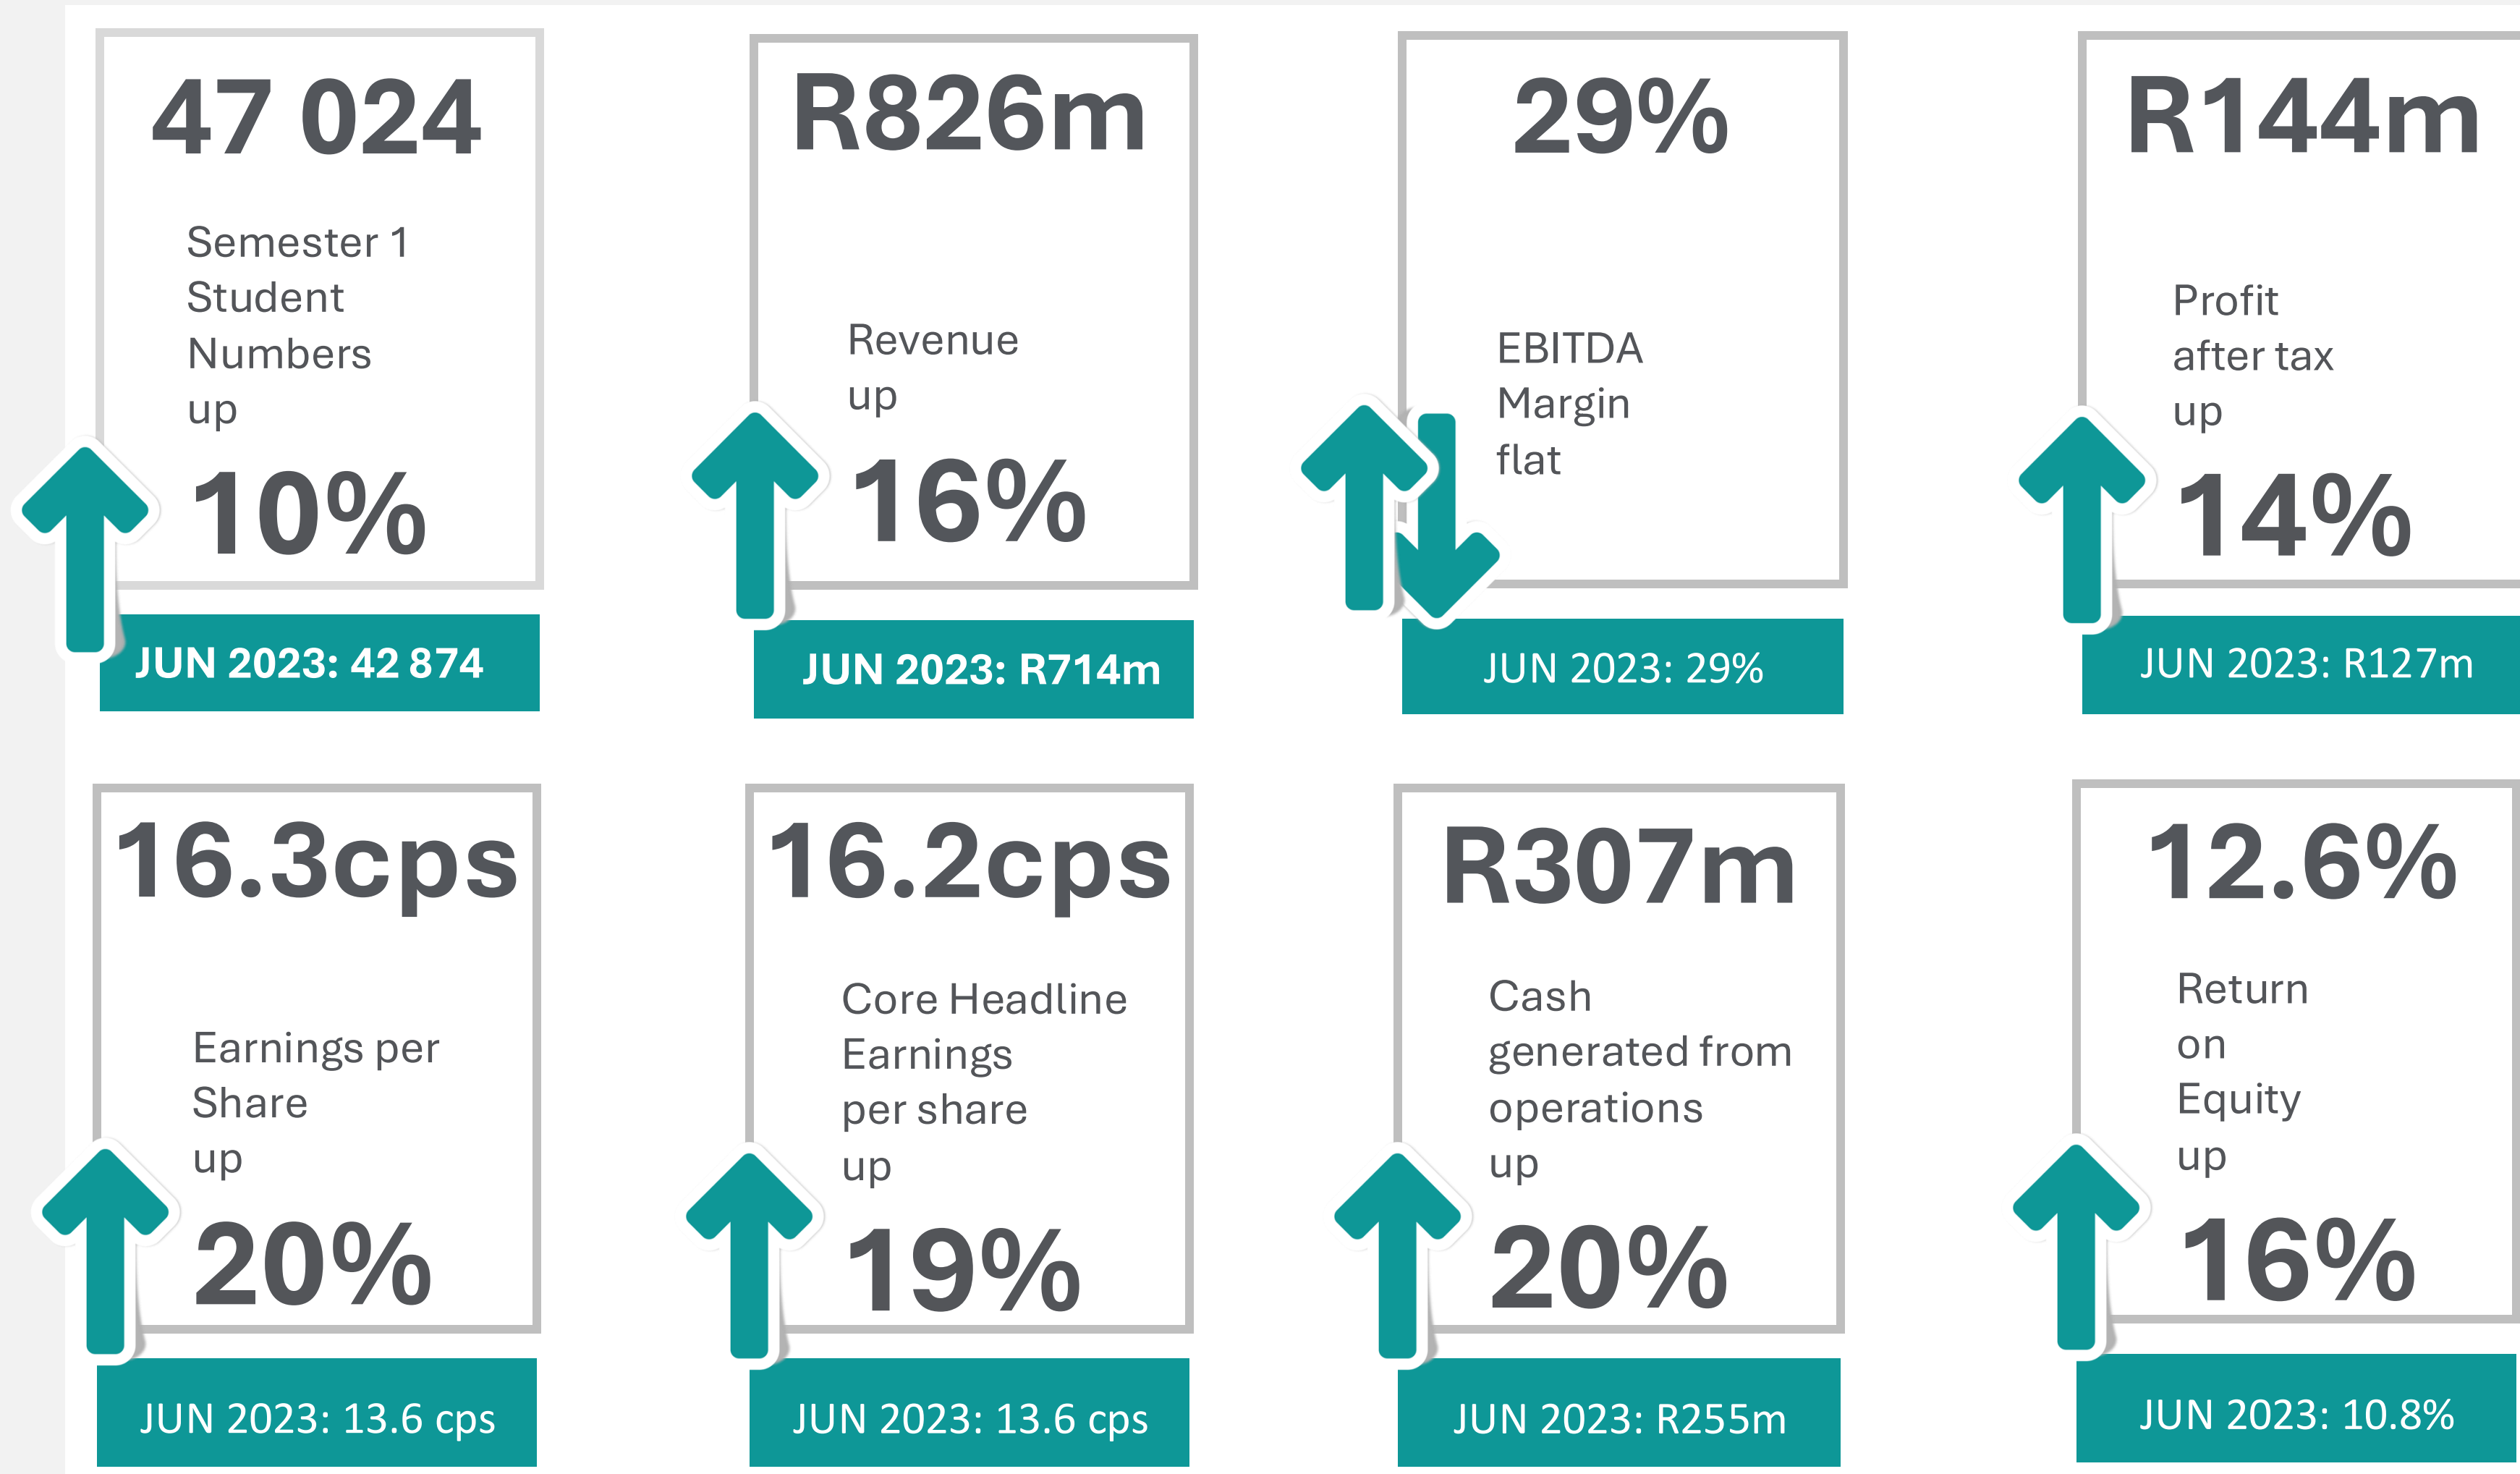 47 024
Semester 1
Student
Numbers
up
10%
JUN 2023: 42 874
R826m
Revenue
up
16%
JUN 2023: R714m
29%
EBITDA
Margin
flat
JUN 2023: 29%
R144m
Profit
after tax
up
14%
JUN 2023: R127m
16.3cps
Earnings per
Share
up
20%
JUN 2023: 13.6 cps
16.2cps
Core Headline
Earnings
per share
up
19%
JUN 2023: 13.6 cps
R307m
Cash
generated from
operations
up
20%
JUN 2023: R255m
12.6%
Return
on
Equity
up
16%
JUN 2023: 10.8%